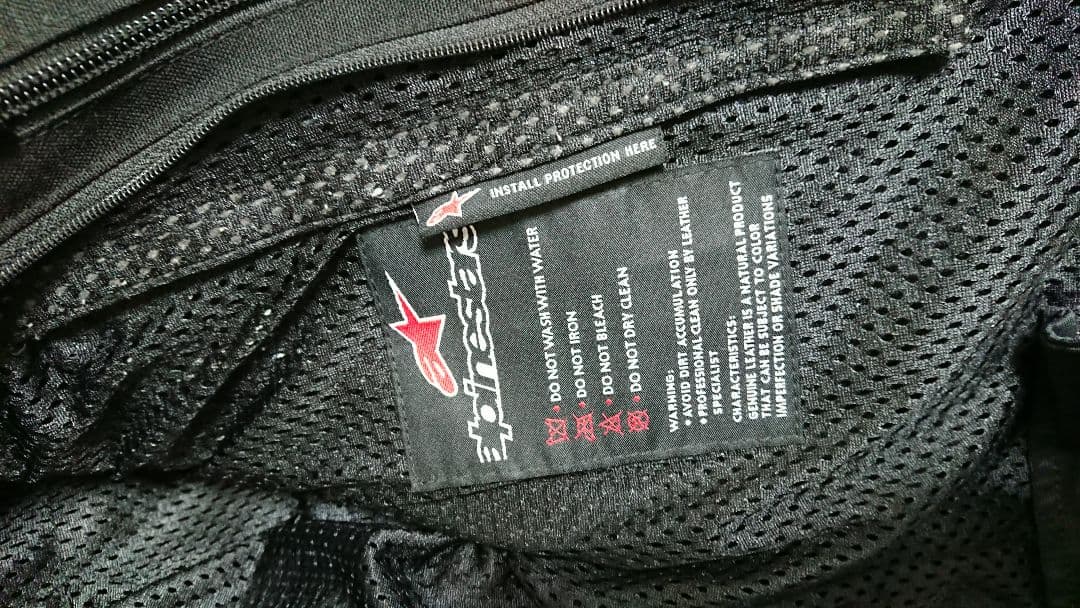 INSTALL PROTECTION HERE
alpinestars
DO NOT WASH WITH WATER
DO NOT IRON
DO NOT BLEACH
DO NOT DRY CLEAN
WARNING:
• AVOID DIRT ACCUMULATION
• PROFESSIONAL CLEAN ONLY BY LEATHER
SPECIALIST
CHARACTERISTICS:
GENUINE LEATHER IS A NATURAL PRODUCT
THAT CAN BE SUBJECT TO COLOR
IMPERFECTION OR SHADE VARIATIONS